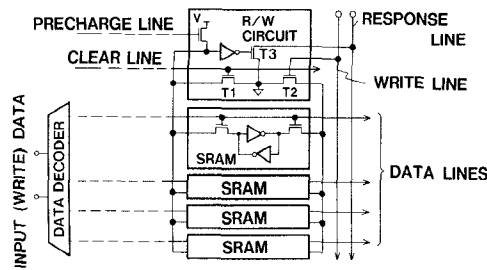 PRECHARGE LINE
V
R/W
CIRCUIT
T3
RESPONSE
LINE
CLEAR LINE
T1
T2
WRITE LINE
INPUT (WRITE) DATA
DATA DECODER
SRAM
DATA LINES
SRAM
SRAM
SRAM